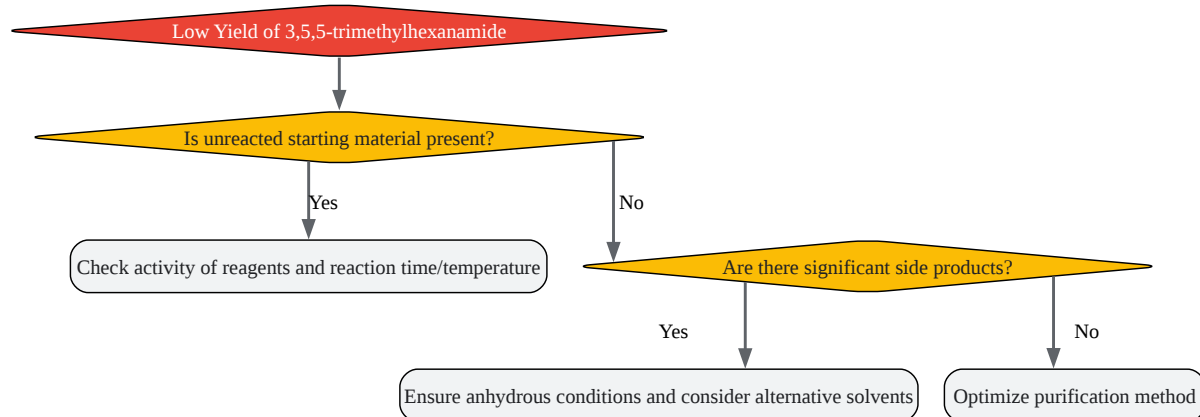 Low Yield of 3,5,5-trimethylhexanamide
Is unreacted starting material present?
Yes
No
Check activity of reagents and reaction time/temperature
Are there significant side products?
Yes
No
Ensure anhydrous conditions and consider alternative solvents
Optimize purification method